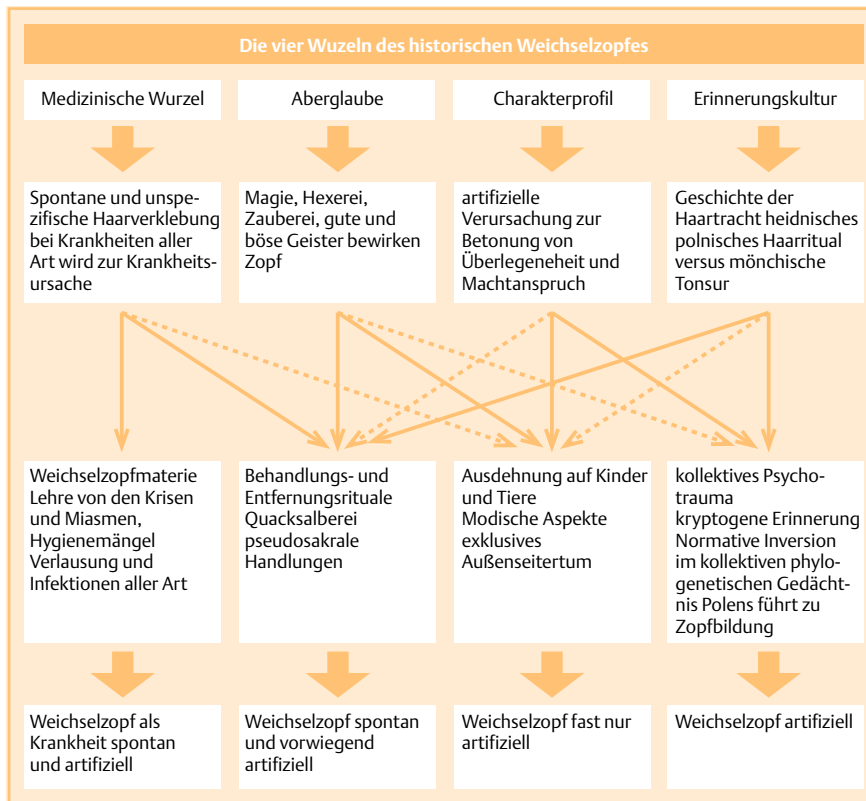 Die vier Wuzeln des historischen Weichselzopfes
Medizinische Wurzel
Aberglaube
Charakterprofil
Erinnerungskultur
Spontane und unspe-
zifische Haarverklebung
bei Krankheiten aller
Art wird zur Krankheits-
ursache
Magie, Hexerei,
Zauberei, gute und
böse Geister bewirken
Zopf
artifizielle
Verursachung zur
Betonung von
Überlegeneheit und
Machtanspruch
Geschichte der
Haartracht heidnisches
polnisches Haarritual
versus mönchische
Tonsur
Weichselzopfmaterie
Lehre von den Krisen
und Miasmen,
Hygienemängel
Verlausung und
Infektionen aller Art
Behandlungs- und
Entfernungsrituale
Quacksalberei
pseudosakrale
Handlungen
Ausdehnung auf Kinder
und Tiere
Modische Aspekte
exklusives
Außenseitertum
kollektives Psycho-
trauma
kryptogene Erinnerung
Normative Inversion
im kollektiven phylo-
genetischen Gedächt-
nis Polens führt zu
Zopfbildung
Weichselzopf als
Krankheit spontan
und artifiziell
Weichselzopf spontan
und vorwiegend
artifiziell
Weichselzopf fast nur
artifiziell
Weichselzopf artifiziell